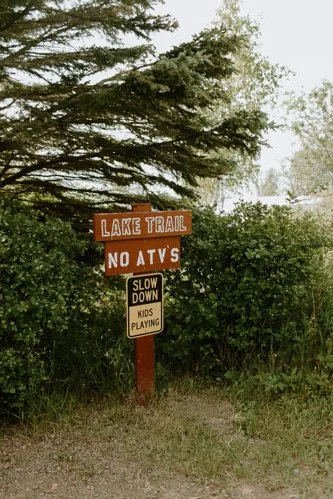 LAKE TRAIL
NO ATV'S
SLOW
DOWN
KIDS
PLAYING